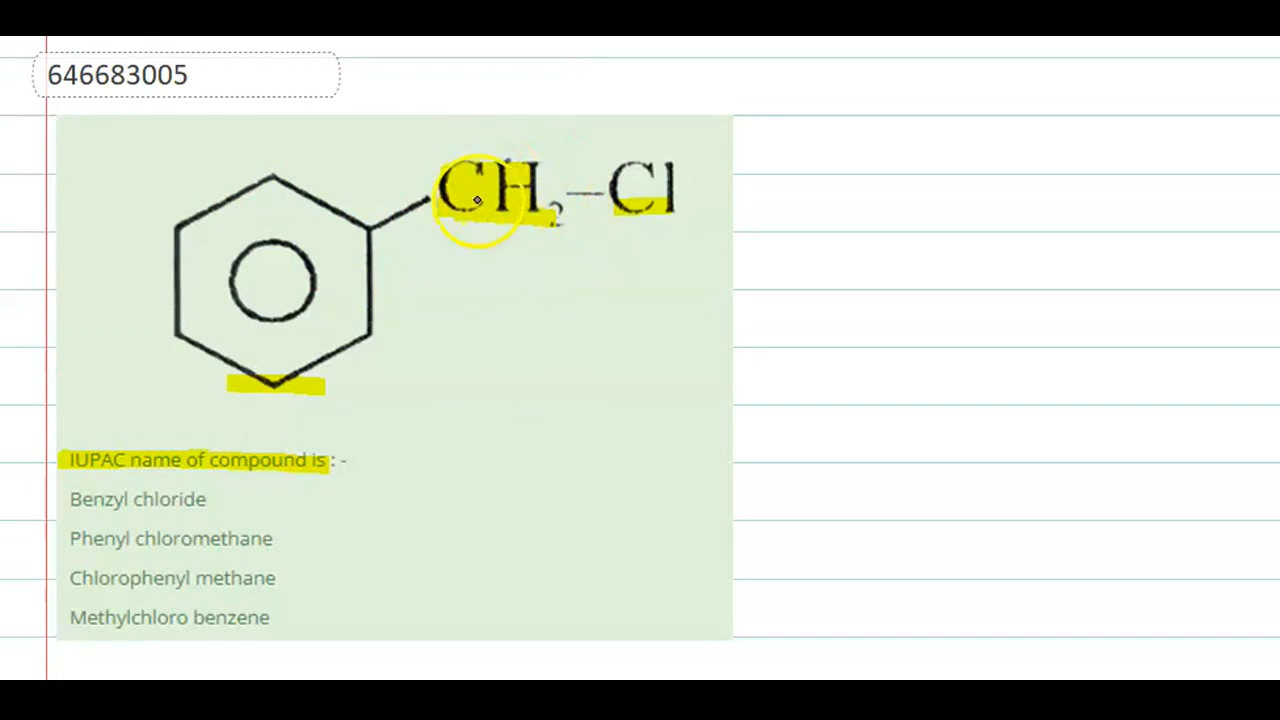 646683005
CH₂–Cl
IUPAC name of compound is : -
Benzyl chloride
Phenyl chloromethane
Chlorophenyl methane
Methylchloro benzene